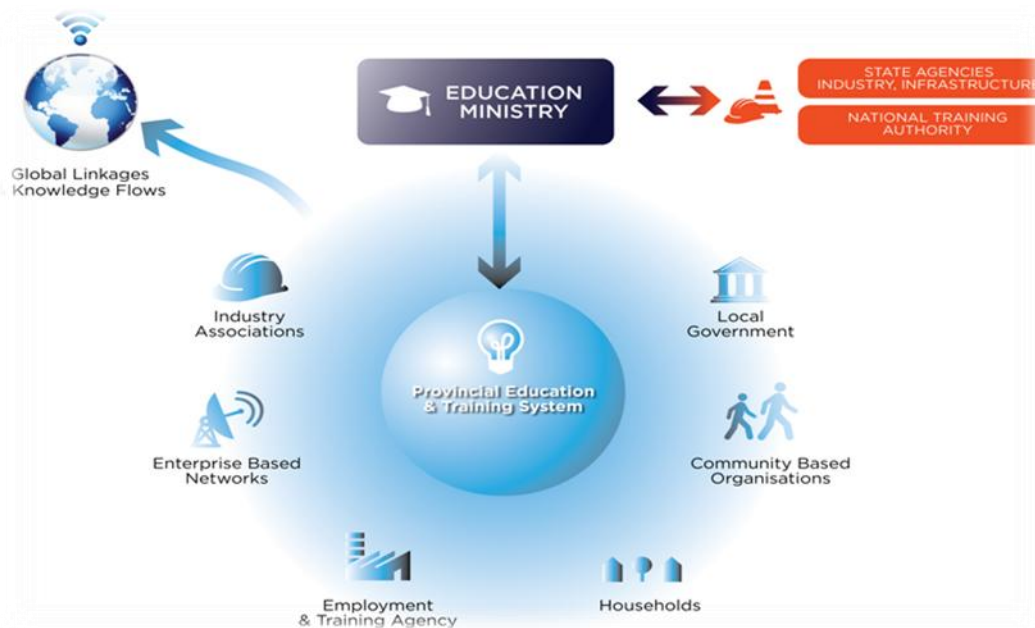 EDUCATION
MINISTRY
STATE AGENCIES
INDUSTRY, INFRASTRUCTURE
NATIONAL TRAINING
AUTHORITY
Global Linkages
& Knowledge Flows
Industry
Associations
Local
Government
Provincial Education
& Training System
Enterprise Based
Networks
Community Based
Organisations
Employment
& Training Agency
Households